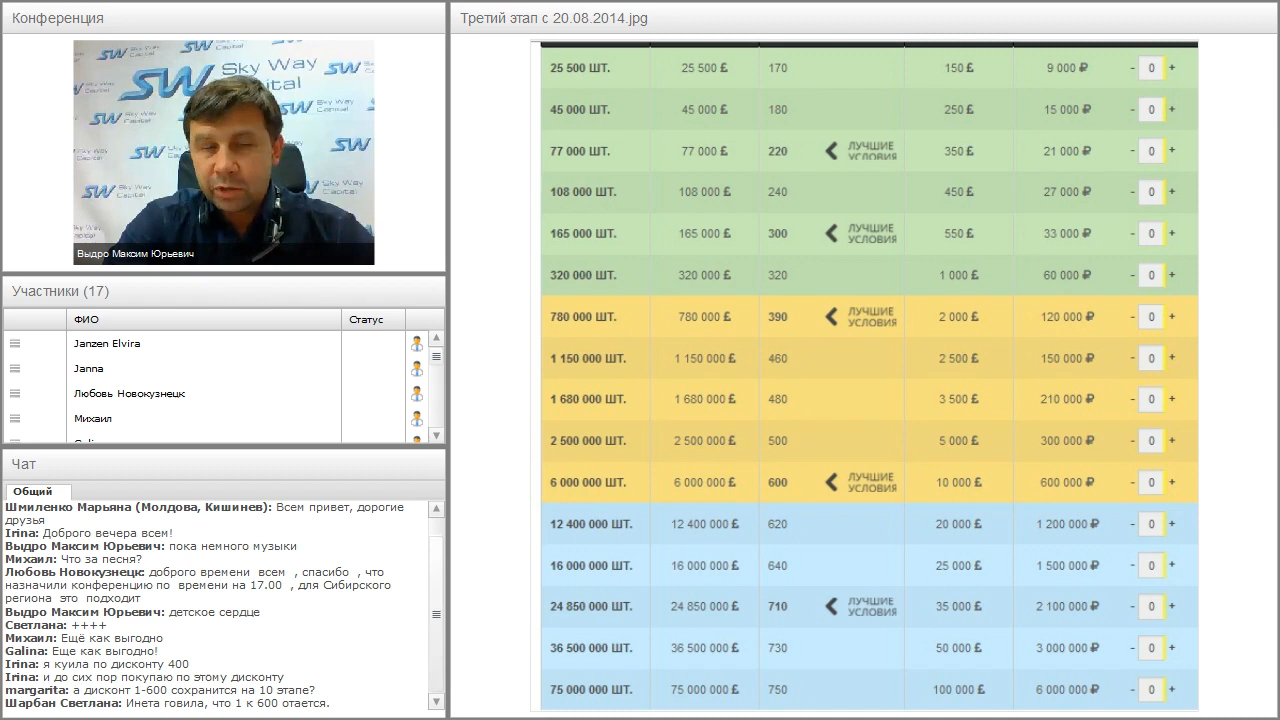 Конференция
Sky Way
Capital
SW
Sky Way
Capital
Выдро Максим Юрьевич
Участники (17)
ФИО
Статус
Janzen Elvira
Janna
Любовь Новокузнецк
Михаил
Чат
Общий
Шмиленко Марьяна (Молдова, Кишинев): Всем привет, дорогие
друзья
Irina: Доброго вечера всем!
Выдро Максим Юрьевич: пока немного музыки
Михаил: Что за песня?
Любовь Новокузнецк: доброго времени всем , спасибо , что
назначили конференцию по времени на 17.00 , для Сибирского
региона это подходит
Выдро Максим Юрьевич: детское сердце
Светлана: ++++
Михаил: Ещё как выгодно
Galina: Еще как выгодно!
Irina: я куила по дисконту 400
Irina: и до сих пор покупаю по этому дисконту
margarita: а дисконт 1-600 сохранится на 10 этапе?
Шарбан Светлана: Инета гвила, что 1 к 600 отается.
Третий этап с 20.08.2014.jpg
25 500 ШТ. 25 500 £ 170 150 £ 9 000 ₽ - 0 +
45 000 ШТ. 45 000 £ 180 250 £ 15 000 ₽ - 0 +
77 000 ШТ. 77 000 £ 220 ЛУЧШИЕ УСЛОВИЯ 350 £ 21 000 ₽ - 0 +
108 000 ШТ. 108 000 £ 240 450 £ 27 000 ₽ - 0 +
165 000 ШТ. 165 000 £ 300 ЛУЧШИЕ УСЛОВИЯ 550 £ 33 000 ₽ - 0 +
320 000 ШТ. 320 000 £ 320 1 000 £ 60 000 ₽ - 0 +
780 000 ШТ. 780 000 £ 390 ЛУЧШИЕ УСЛОВИЯ 2 000 £ 120 000 ₽ - 0 +
1 150 000 ШТ. 1 150 000 £ 460 2 500 £ 150 000 ₽ - 0 +
1 680 000 ШТ. 1 680 000 £ 480 3 500 £ 210 000 ₽ - 0 +
2 500 000 ШТ. 2 500 000 £ 500 5 000 £ 300 000 ₽ - 0 +
6 000 000 ШТ. 6 000 000 £ 600 ЛУЧШИЕ УСЛОВИЯ 10 000 £ 600 000 ₽ - 0 +
12 400 000 ШТ. 12 400 000 £ 620 20 000 £ 1 200 000 ₽ - 0 +
16 000 000 ШТ. 16 000 000 £ 640 25 000 £ 1 500 000 ₽ - 0 +
24 850 000 ШТ. 24 850 000 £ 710 ЛУЧШИЕ УСЛОВИЯ 35 000 £ 2 100 000 ₽ - 0 +
36 500 000 ШТ. 36 500 000 £ 730 50 000 £ 3 000 000 ₽ - 0 +
75 000 000 ШТ. 75 000 000 £ 750 100 000 £ 6 000 000 ₽ - 0 +